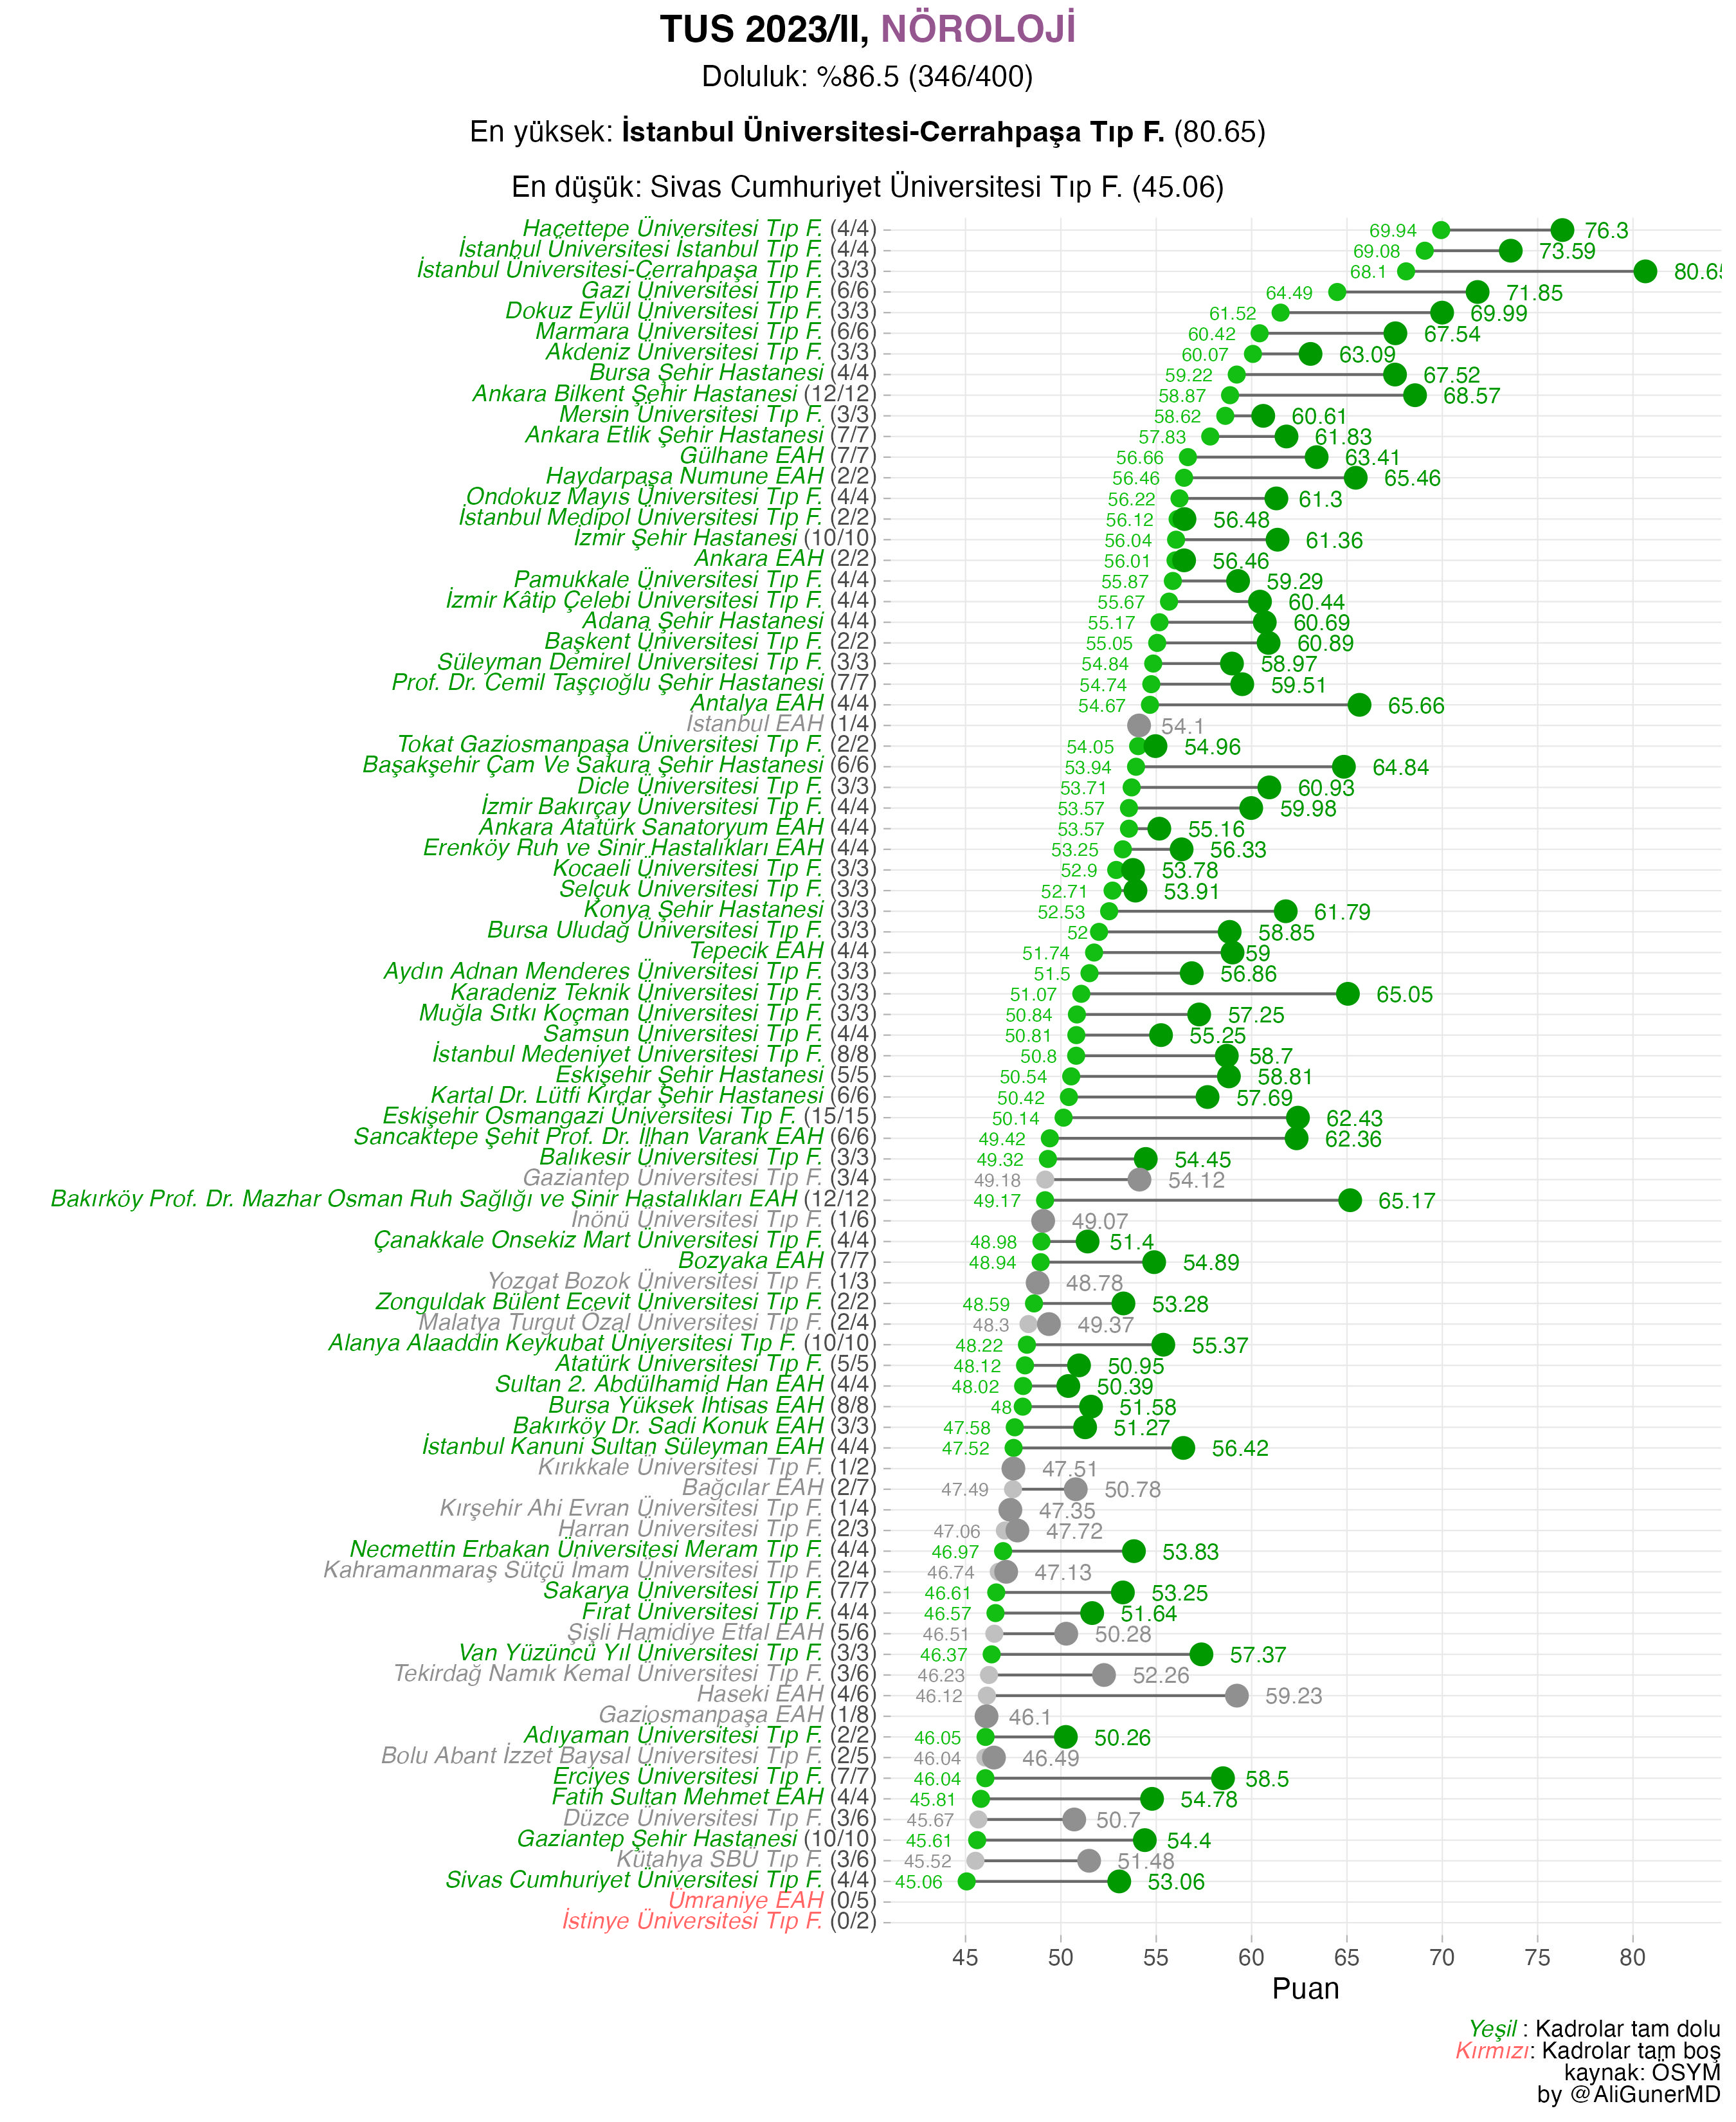 TUS 2023/II, NÖROLOJİ
Doluluk: %86.5 (346/400)
En yüksek: İstanbul Üniversitesi-Cerrahpaşa Tıp F. (80.65)
En düşük: Sivas Cumhuriyet Üniversitesi Tıp F. (45.06)
Hacettepe Üniversitesi Tıp F. (4/4) 69.94 76.3
İstanbul Üniversitesi İstanbul Tıp F. (4/4) 69.08 73.59
İstanbul Üniversitesi-Cerrahpaşa Tıp F. (3/3) 68.1 80.65
Gazi Üniversitesi Tıp F. (6/6) 64.49 71.85
Dokuz Eylül Üniversitesi Tıp F. (3/3) 61.52 69.99
Marmara Üniversitesi Tıp F. (6/6) 60.42 67.54
Akdeniz Üniversitesi Tıp F. (3/3) 60.07 63.09
Bursa Şehir Hastanesi (4/4) 59.22 67.52
Ankara Bilkent Şehir Hastanesi (12/12) 58.87 68.57
Mersin Üniversitesi Tıp F. (3/3) 58.62 60.61
Ankara Etlik Şehir Hastanesi (7/7) 57.83 61.83
Gülhane EAH (7/7) 56.66 63.41
Haydarpaşa Numune EAH (2/2) 56.46 65.46
Ondokuz Mayıs Üniversitesi Tıp F. (4/4) 56.22 61.3
İstanbul Medipol Üniversitesi Tıp F. (2/2) 56.12 56.48
İzmir Şehir Hastanesi (10/10) 56.04 61.36
Ankara EAH (2/2) 56.01 56.46
Pamukkale Üniversitesi Tıp F. (4/4) 55.87 59.29
İzmir Kâtip Çelebi Üniversitesi Tıp F. (4/4) 55.67 60.44
Adana Şehir Hastanesi (4/4) 55.17 60.69
Başkent Üniversitesi Tıp F. (2/2) 55.05 60.89
Süleyman Demirel Üniversitesi Tıp F. (3/3) 54.84 58.97
Prof. Dr. Cemil Taşçıoğlu Şehir Hastanesi (7/7) 54.74 59.51
Antalya EAH (4/4) 54.67 65.66
İstanbul EAH (1/4) 54.1
Tokat Gaziosmanpaşa Üniversitesi Tıp F. (2/2) 54.05 54.96
Başakşehir Çam Ve Sakura Şehir Hastanesi (6/6) 53.94 64.84
Dicle Üniversitesi Tıp F. (3/3) 53.71 60.93
İzmir Bakırçay Üniversitesi Tıp F. (4/4) 53.57 59.98
Ankara Atatürk Sanatoryum EAH (4/4) 53.57 55.16
Erenköy Ruh ve Sinir Hastalıkları EAH (4/4) 53.25 56.33
Kocaeli Üniversitesi Tıp F. (3/3) 52.9 53.78
Selçuk Üniversitesi Tıp F. (3/3) 52.71 53.91
Konya Şehir Hastanesi (3/3) 52.53 61.79
Bursa Uludağ Üniversitesi Tıp F. (3/3) 52 58.85
Tepecik EAH (4/4) 51.74 59
Aydın Adnan Menderes Üniversitesi Tıp F. (3/3) 51.5 56.86
Karadeniz Teknik Üniversitesi Tıp F. (3/3) 51.07 65.05
Muğla Sıtkı Koçman Üniversitesi Tıp F. (3/3) 50.84 57.25
Samsun Üniversitesi Tıp F. (4/4) 50.81 55.25
İstanbul Medeniyet Üniversitesi Tıp F. (8/8) 50.8 58.7
Eskişehir Şehir Hastanesi (5/5) 50.54 58.81
Kartal Dr. Lütfi Kırdar Şehir Hastanesi (6/6) 50.42 57.69
Eskişehir Osmangazi Üniversitesi Tıp F. (15/15) 50.14 62.43
Sancaktepe Şehit Prof. Dr. İlhan Varank EAH (6/6) 49.42 62.36
Balıkesir Üniversitesi Tıp F. (3/3) 49.32 54.45
Gaziantep Üniversitesi Tıp F. (3/4) 49.18 54.12
Bakırköy Prof. Dr. Mazhar Osman Ruh Sağlığı ve Sinir Hastalıkları EAH (12/12) 49.17 65.17
İnönü Üniversitesi Tıp F. (1/6) 49.07
Çanakkale Onsekiz Mart Üniversitesi Tıp F. (4/4) 48.98 51.4
Bozyaka EAH (7/7) 48.94 54.89
Yozgat Bozok Üniversitesi Tıp F. (1/3) 48.78
Zonguldak Bülent Ecevit Üniversitesi Tıp F. (2/2) 48.59 53.28
Malatya Turgut Özal Üniversitesi Tıp F. (2/4) 48.3 49.37
Alanya Alaaddin Keykubat Üniversitesi Tıp F. (10/10) 48.22 55.37
Atatürk Üniversitesi Tıp F. (5/5) 48.12 50.95
Sultan 2. Abdülhamid Han EAH (4/4) 48.02 50.39
Bursa Yüksek İhtisas EAH (8/8) 48 51.58
Bakırköy Dr. Sadi Konuk EAH (3/3) 47.58 51.27
İstanbul Kanuni Sultan Süleyman EAH (4/4) 47.52 56.42
Kırıkkale Üniversitesi Tıp F. (1/2) 47.51
Bağcılar EAH (2/7) 47.49 50.78
Kırşehir Ahi Evran Üniversitesi Tıp F. (1/4) 47.35
Harran Üniversitesi Tıp F. (2/3) 47.06 47.72
Necmettin Erbakan Üniversitesi Meram Tıp F. (4/4) 46.97 53.83
Kahramanmaraş Sütçü İmam Üniversitesi Tıp F. (2/4) 46.74 47.13
Sakarya Üniversitesi Tıp F. (7/7) 46.61 53.25
Fırat Üniversitesi Tıp F. (4/4) 46.57 51.64
Şişli Hamidiye Etfal EAH (5/6) 46.51 50.28
Van Yüzüncü Yıl Üniversitesi Tıp F. (3/3) 46.37 57.37
Tekirdağ Namık Kemal Üniversitesi Tıp F. (3/6) 46.23 52.26
Haseki EAH (4/6) 46.12 59.23
Gaziosmanpaşa EAH (1/8) 46.1
Adıyaman Üniversitesi Tıp F. (2/2) 46.05 50.26
Bolu Abant İzzet Baysal Üniversitesi Tıp F. (2/5) 46.04 46.49
Erciyes Üniversitesi Tıp F. (7/7) 46.04 58.5
Fatih Sultan Mehmet EAH (4/4) 45.81 54.78
Düzce Üniversitesi Tıp F. (3/6) 45.67 50.7
Gaziantep Şehir Hastanesi (10/10) 45.61 54.4
Kütahya SBÜ Tıp F. (3/6) 45.52 51.48
Sivas Cumhuriyet Üniversitesi Tıp F. (4/4) 45.06 53.06
Ümraniye EAH (0/5)
İstinye Üniversitesi Tıp F. (0/2)
45 50 55 60 65 70 75 80
Puan
Yeşil : Kadrolar tam dolu
Kırmızı: Kadrolar tam boş
kaynak: ÖSYM
by @AliGunerMD